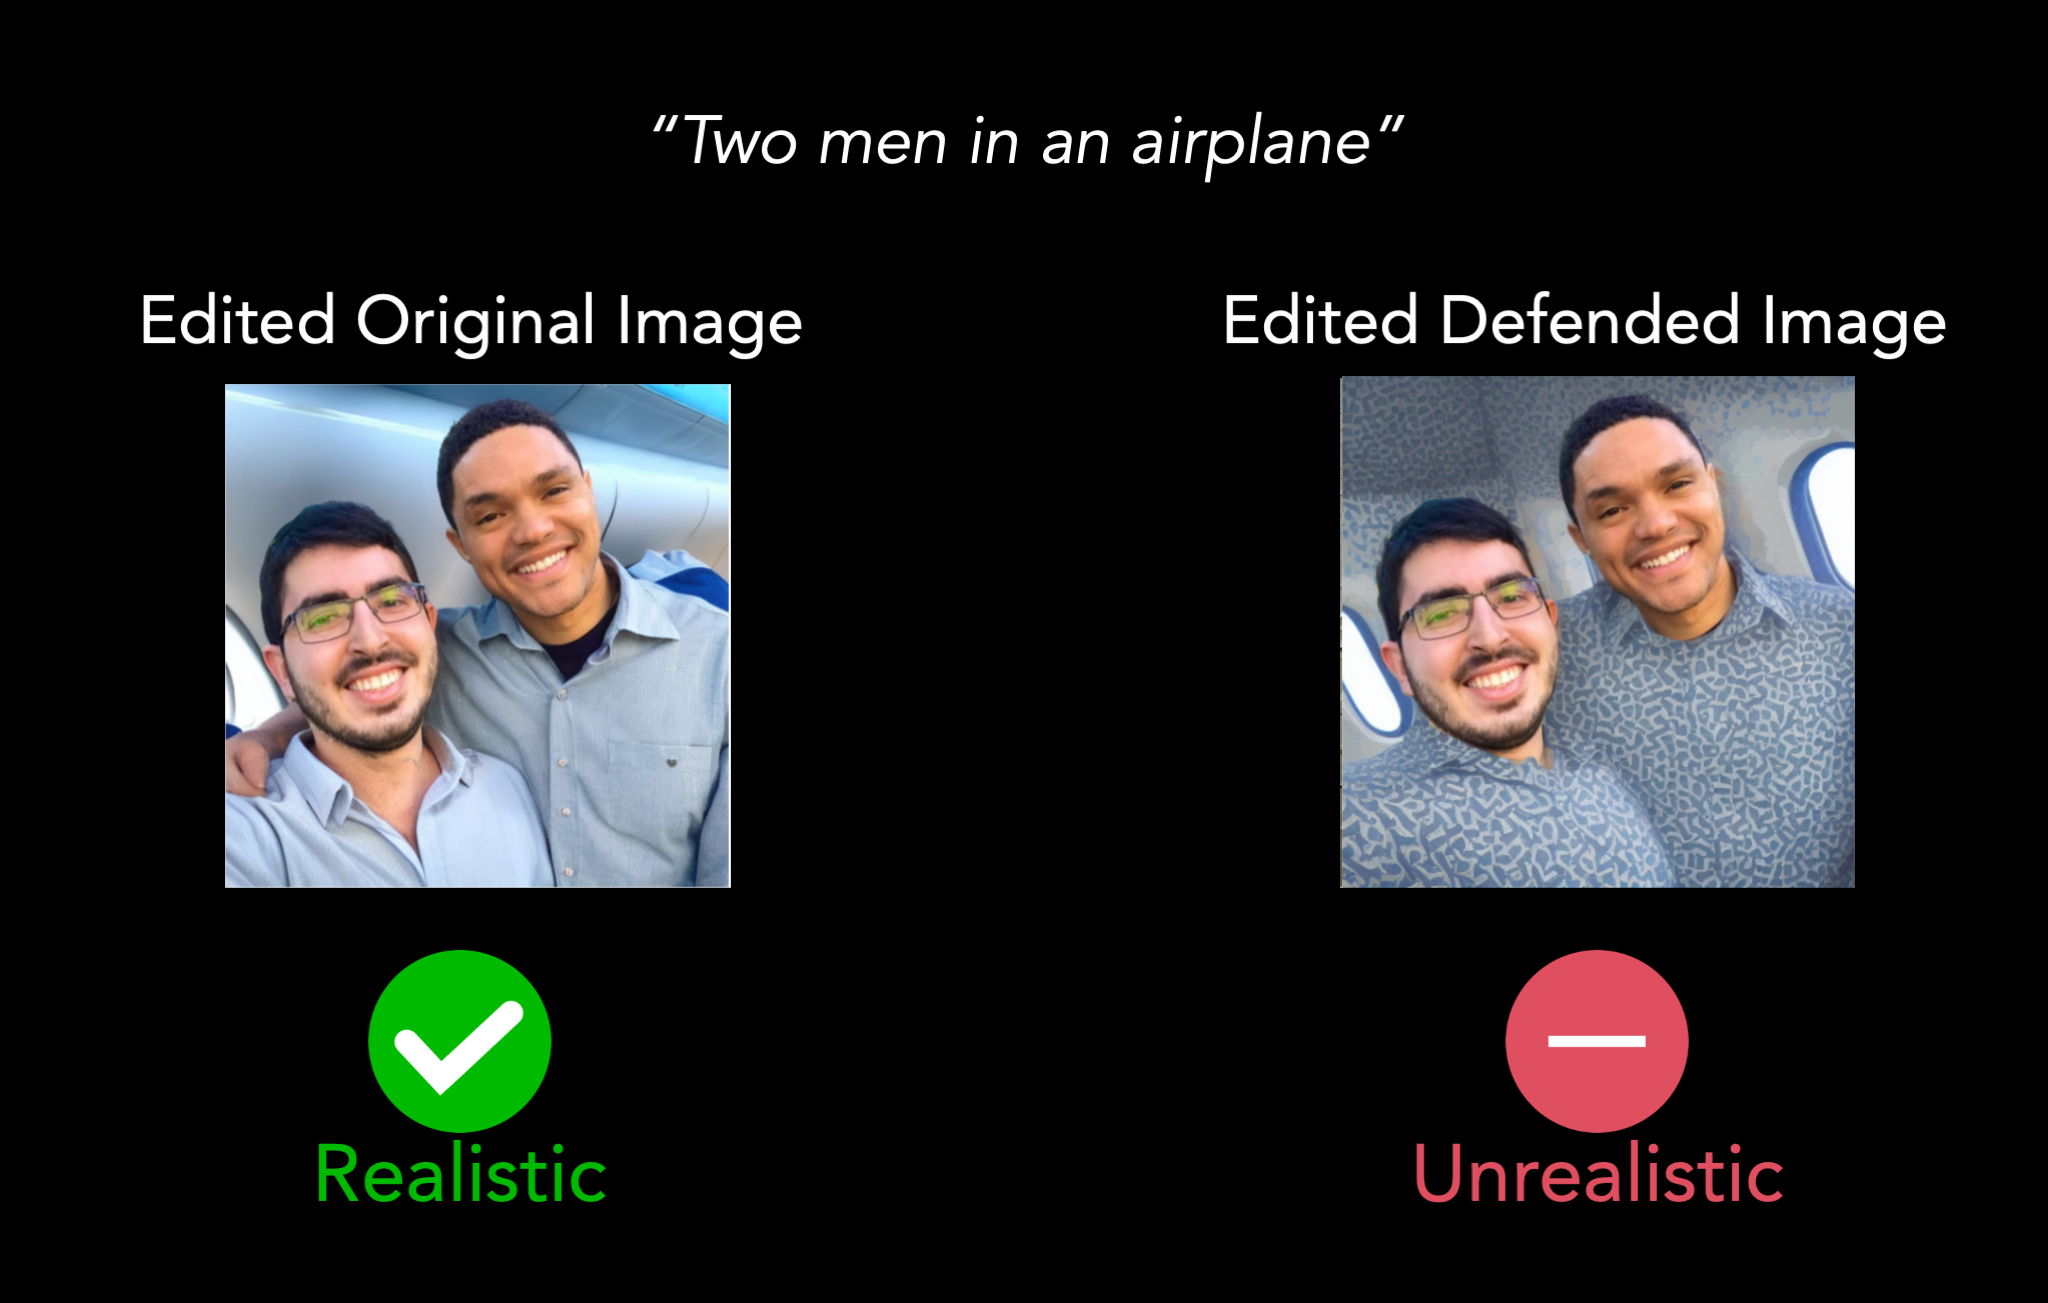 “Two men in an airplane”
Edited Original Image
Edited Defended Image
Realistic
Unrealistic